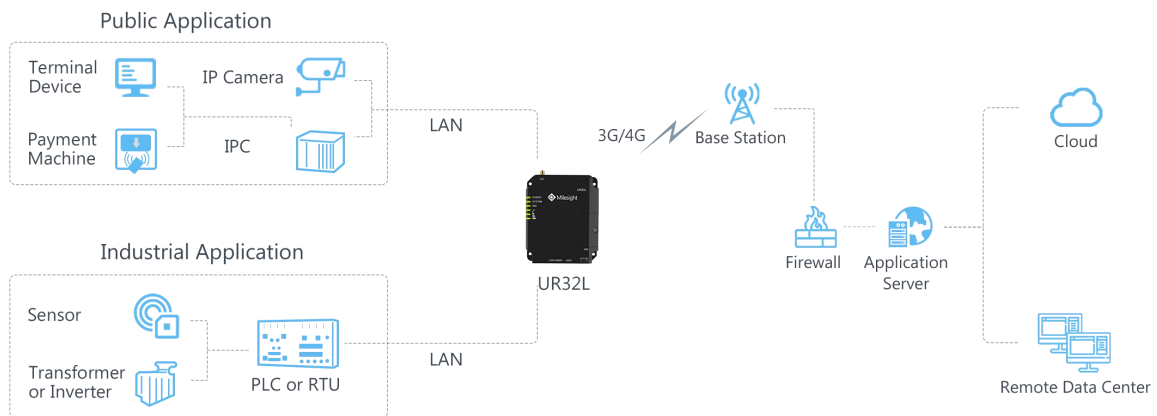 Public Application
Terminal
Device
IP Camera
Payment
Machine
IPC
LAN
3G/4G
Base Station
Cloud
Milesight
UR32L
Firewall
Application
Server
Industrial Application
Sensor
Transformer
or Inverter
PLC or RTU
LAN
Remote Data Center